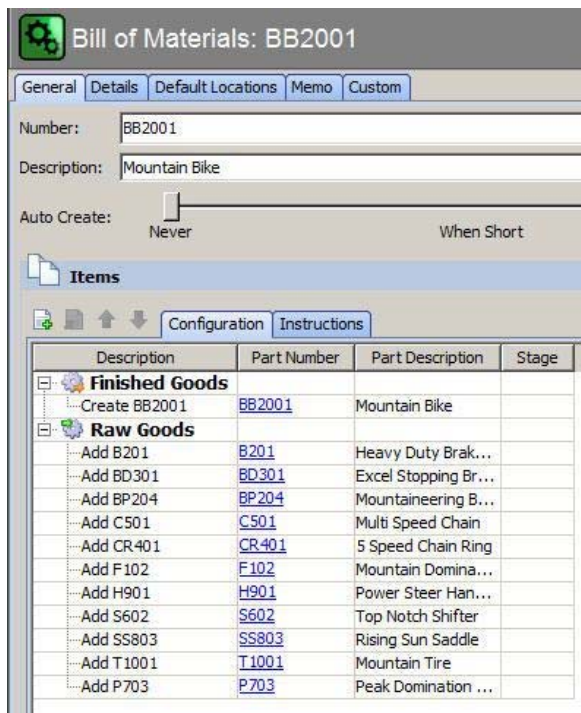 Bill of Materials: BB2001
General Details Default Locations Memo Custom
Number: BB2001
Description: Mountain Bike
Auto Create:
Never When Short
Items
Configuration Instructions
Description Part Number Part Description Stage
Finished Goods
Create BB2001 BB2001 Mountain Bike
Raw Goods
Add B201 B201 Heavy Duty Brak...
Add BD301 BD301 Excel Stopping Br...
Add BP204 BP204 Mountaineering B...
Add C501 C501 Multi Speed Chain
Add CR401 CR401 5 Speed Chain Ring
Add F102 F102 Mountain Domina...
Add H901 H901 Power Steer Han...
Add S602 S602 Top Notch Shifter
Add SS803 SS803 Rising Sun Saddle
Add T1001 T1001 Mountain Tire
Add P703 P703 Peak Domination ...